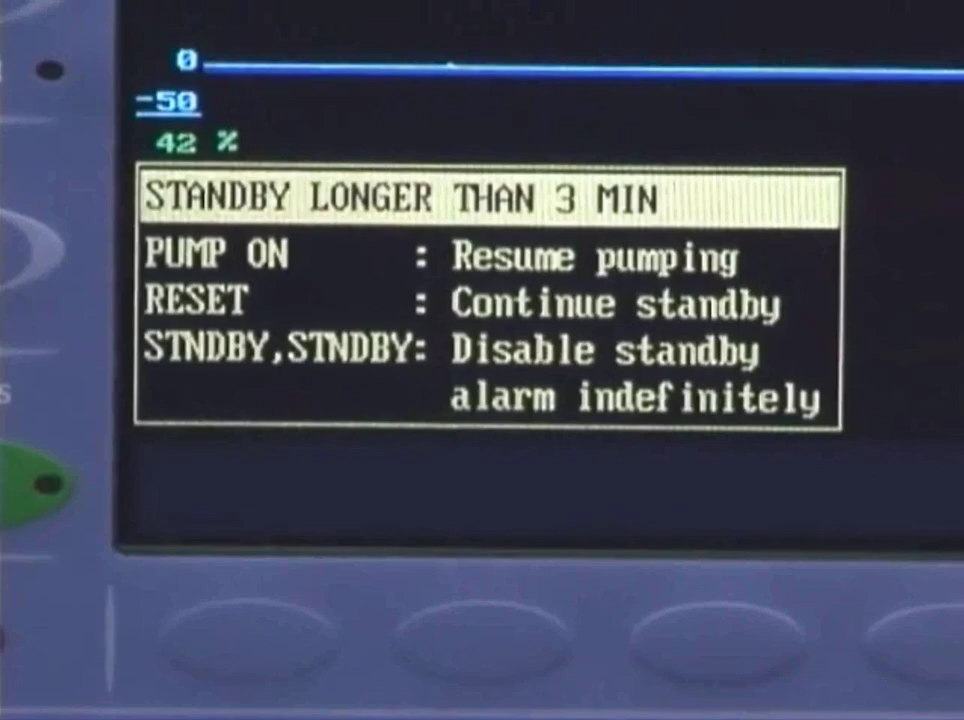 0
-50
42 %
STANDBY LONGER THAN 3 MIN
PUMP ON : Resume pumping
RESET : Continue standby
STNDBY,STNDBY: Disable standby
alarm indefinitely
s